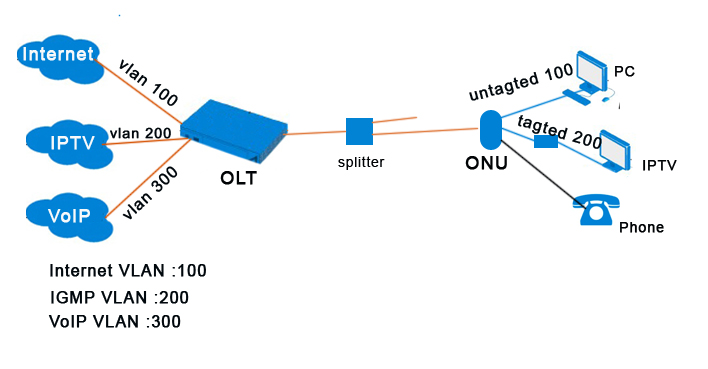 Internet
vlan 100
IPTV
vlan 200
VoIP
vlan 300
OLT
splitter
ONU
untagted 100
PC
tagted 200
IPTV
Phone
Internet VLAN :100
IGMP VLAN :200
VoIP VLAN :300